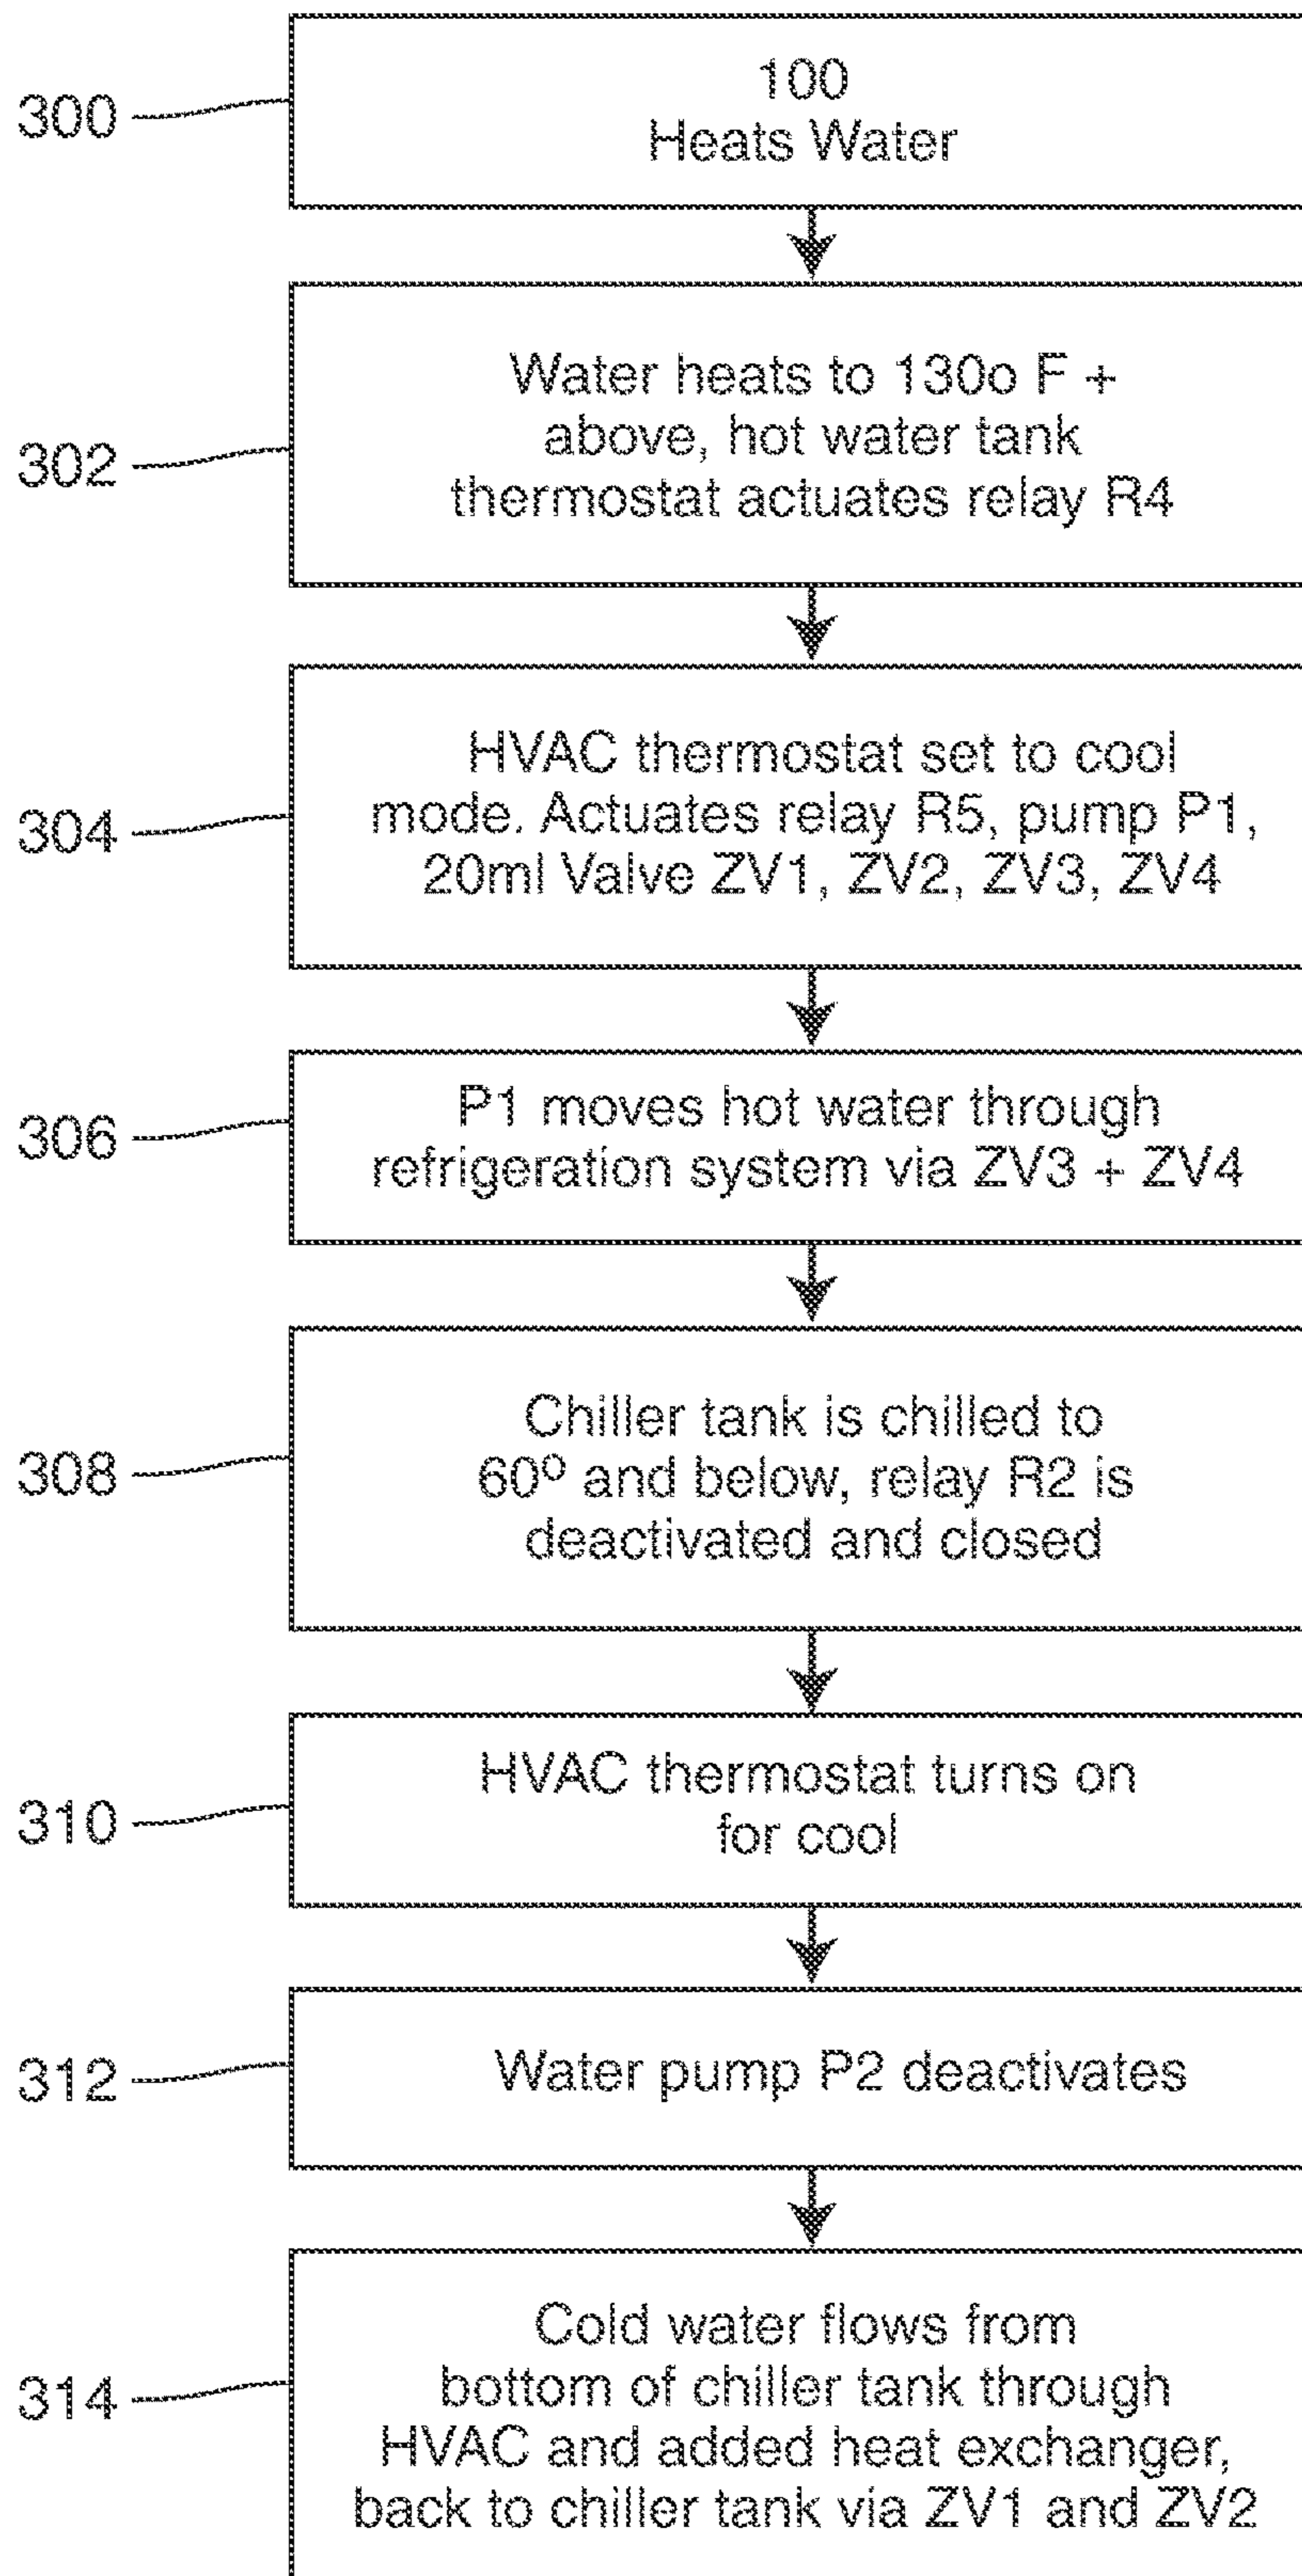 300
100
Heats Water
302
Water heats to 130o F +
above, hot water tank
thermostat actuates relay R4
304
HVAC thermostat set to cool
mode. Actuates relay R5, pump P1,
20ml Valve ZV1, ZV2, ZV3, ZV4
306
P1 moves hot water through
refrigeration system via ZV3 + ZV4
308
Chiller tank is chilled to
60º and below, relay R2 is
deactivated and closed
310
HVAC thermostat turns on
for cool
312
Water pump P2 deactivates
314
Cold water flows from
bottom of chiller tank through
HVAC and added heat exchanger,
back to chiller tank via ZV1 and ZV2